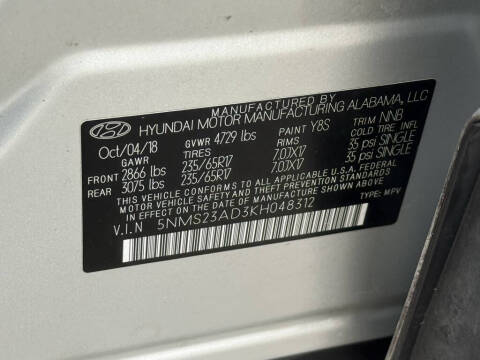 MANUFACTURED BY
HYUNDAI MOTOR MANUFACTURING ALABAMA, LLC
Oct/04/18 GVWR 4729 lbs PAINT Y8S TRIM NNB
GAWR TIRES RIMS COLD TIRE INFL
FRONT 2866 lbs 235/65R17 7.0JX17 35 psi SINGLE
REAR 3075 lbs 235/65R17 7.0JX17 35 psi SINGLE
THIS VEHICLE CONFORMS TO ALL APPLICABLE U.S.A. FEDERAL
MOTOR VEHICLE SAFETY AND THEFT PREVENTION STANDARDS
IN EFFECT ON THE DATE OF MANUFACTURE SHOWN ABOVE.
V.I.N 5NMS23AD3KH048312 TYPE: MPV